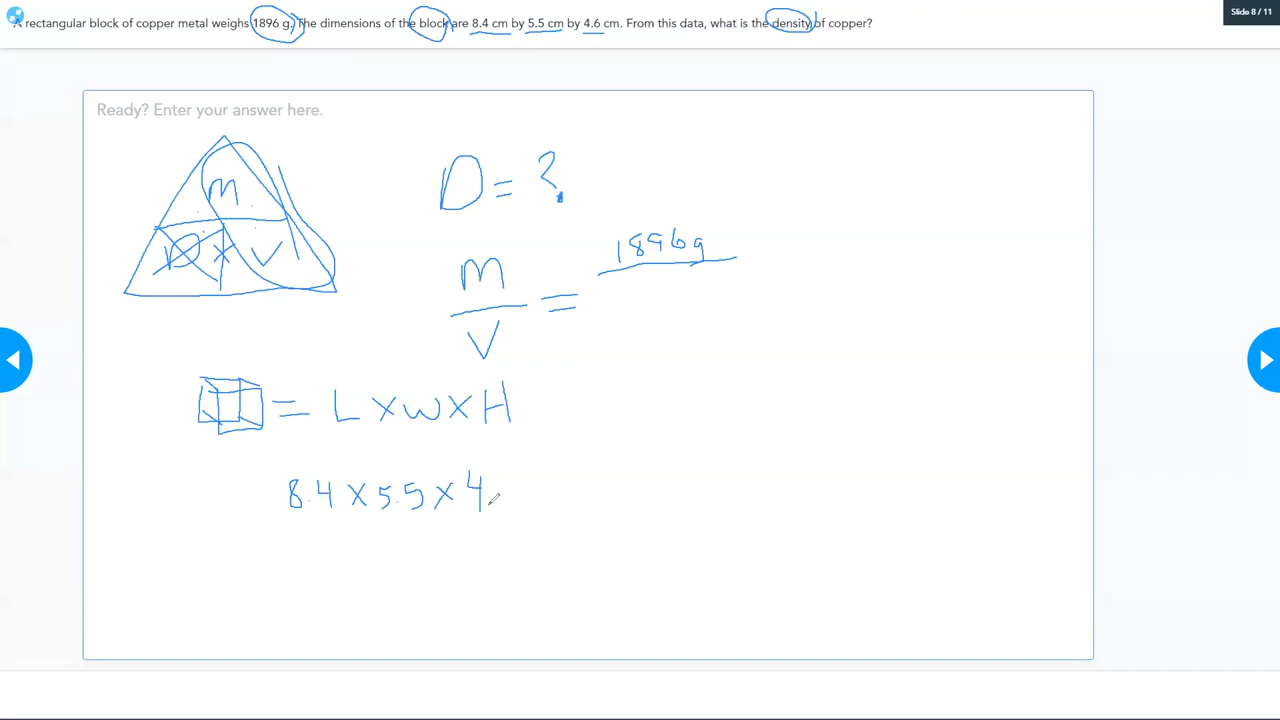 Slide 8 / 11
A rectangular block of copper metal weighs 1896 g. The dimensions of the block are 8.4 cm by 5.5 cm by 4.6 cm. From this data, what is the density of copper?
Ready? Enter your answer here.
m
D x V
D = ?
1896g
m
=
V
= L x W x H
8.4 x 5.5 x 4.